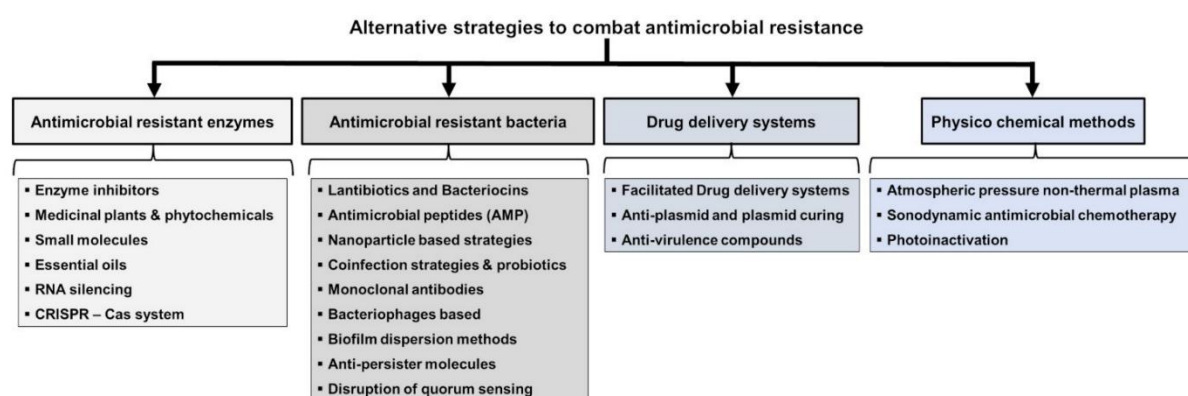 Alternative strategies to combat antimicrobial resistance
Antimicrobial resistant enzymes
▪ Enzyme inhibitors
▪ Medicinal plants & phytochemicals
▪ Small molecules
▪ Essential oils
▪ RNA silencing
▪ CRISPR – Cas system
Antimicrobial resistant bacteria
▪ Lantibiotics and Bacteriocins
▪ Antimicrobial peptides (AMP)
▪ Nanoparticle based strategies
▪ Coinfection strategies & probiotics
▪ Monoclonal antibodies
▪ Bacteriophages based
▪ Biofilm dispersion methods
▪ Anti-persister molecules
▪ Disruption of quorum sensing
Drug delivery systems
▪ Facilitated Drug delivery systems
▪ Anti-plasmid and plasmid curing
▪ Anti-virulence compounds
Physico chemical methods
▪ Atmospheric pressure non-thermal plasma
▪ Sonodynamic antimicrobial chemotherapy
▪ Photoinactivation